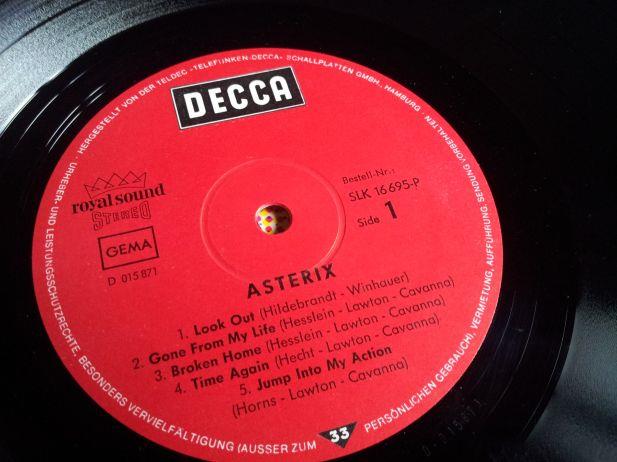 URHEBER- UND LEISTUNGSSCHUTZRECHTE, BESONDERS VERVIELFÄLTIGUNG (AUSSER ZUM PERSÖNLICHEN GEBRAUCH), VERMIETUNG, AUFFÜHRUNG, SENDUNG VORBEHALTEN · HERGESTELLT VON DER TELDEC »TELEFUNKEN-DECCA« SCHALLPLATTEN GMBH., HAMBURG
DECCA
royal sound
STEREO
GEMA
D 015 871
Bestell-Nr.:
SLK 16 695-P
Side 1
ASTERIX
1. Look Out (Hildebrandt - Winhauer)
2. Gone From My Life (Hesslein - Lawton - Cavanna)
3. Broken Home (Hesslein - Lawton - Cavanna)
4. Time Again (Hecht - Lawton - Cavanna)
5. Jump Into My Action
(Horns - Lawton - Cavanna)
33